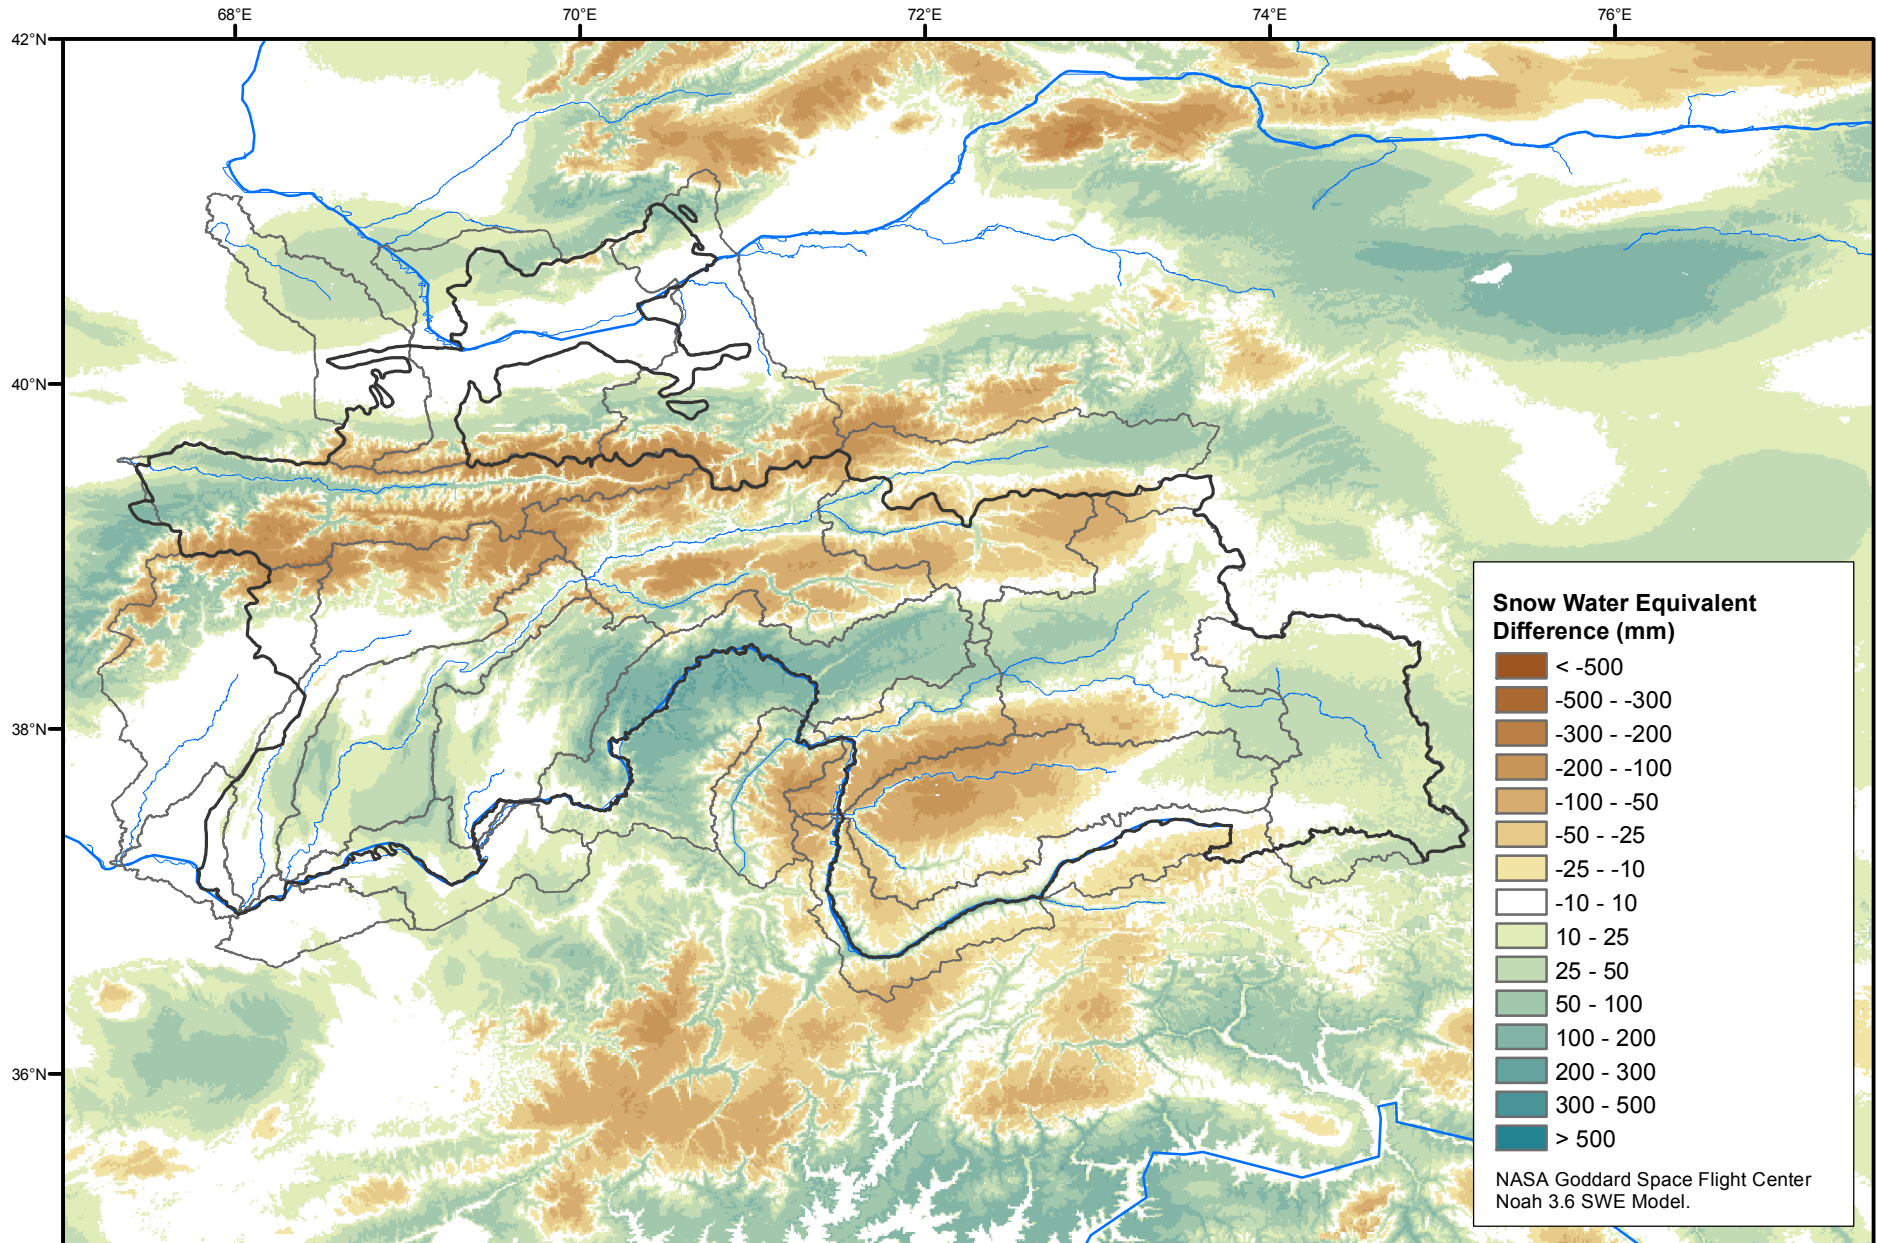 68°E 70°E 72°E 74°E 76°E
42°N
40°N
38°N
36°N
Snow Water Equivalent
Difference (mm)
< -500
-500 - -300
-300 - -200
-200 - -100
-100 - -50
-50 - -25
-25 - -10
-10 - 10
10 - 25
25 - 50
50 - 100
100 - 200
200 - 300
300 - 500
> 500
NASA Goddard Space Flight Center
Noah 3.6 SWE Model.